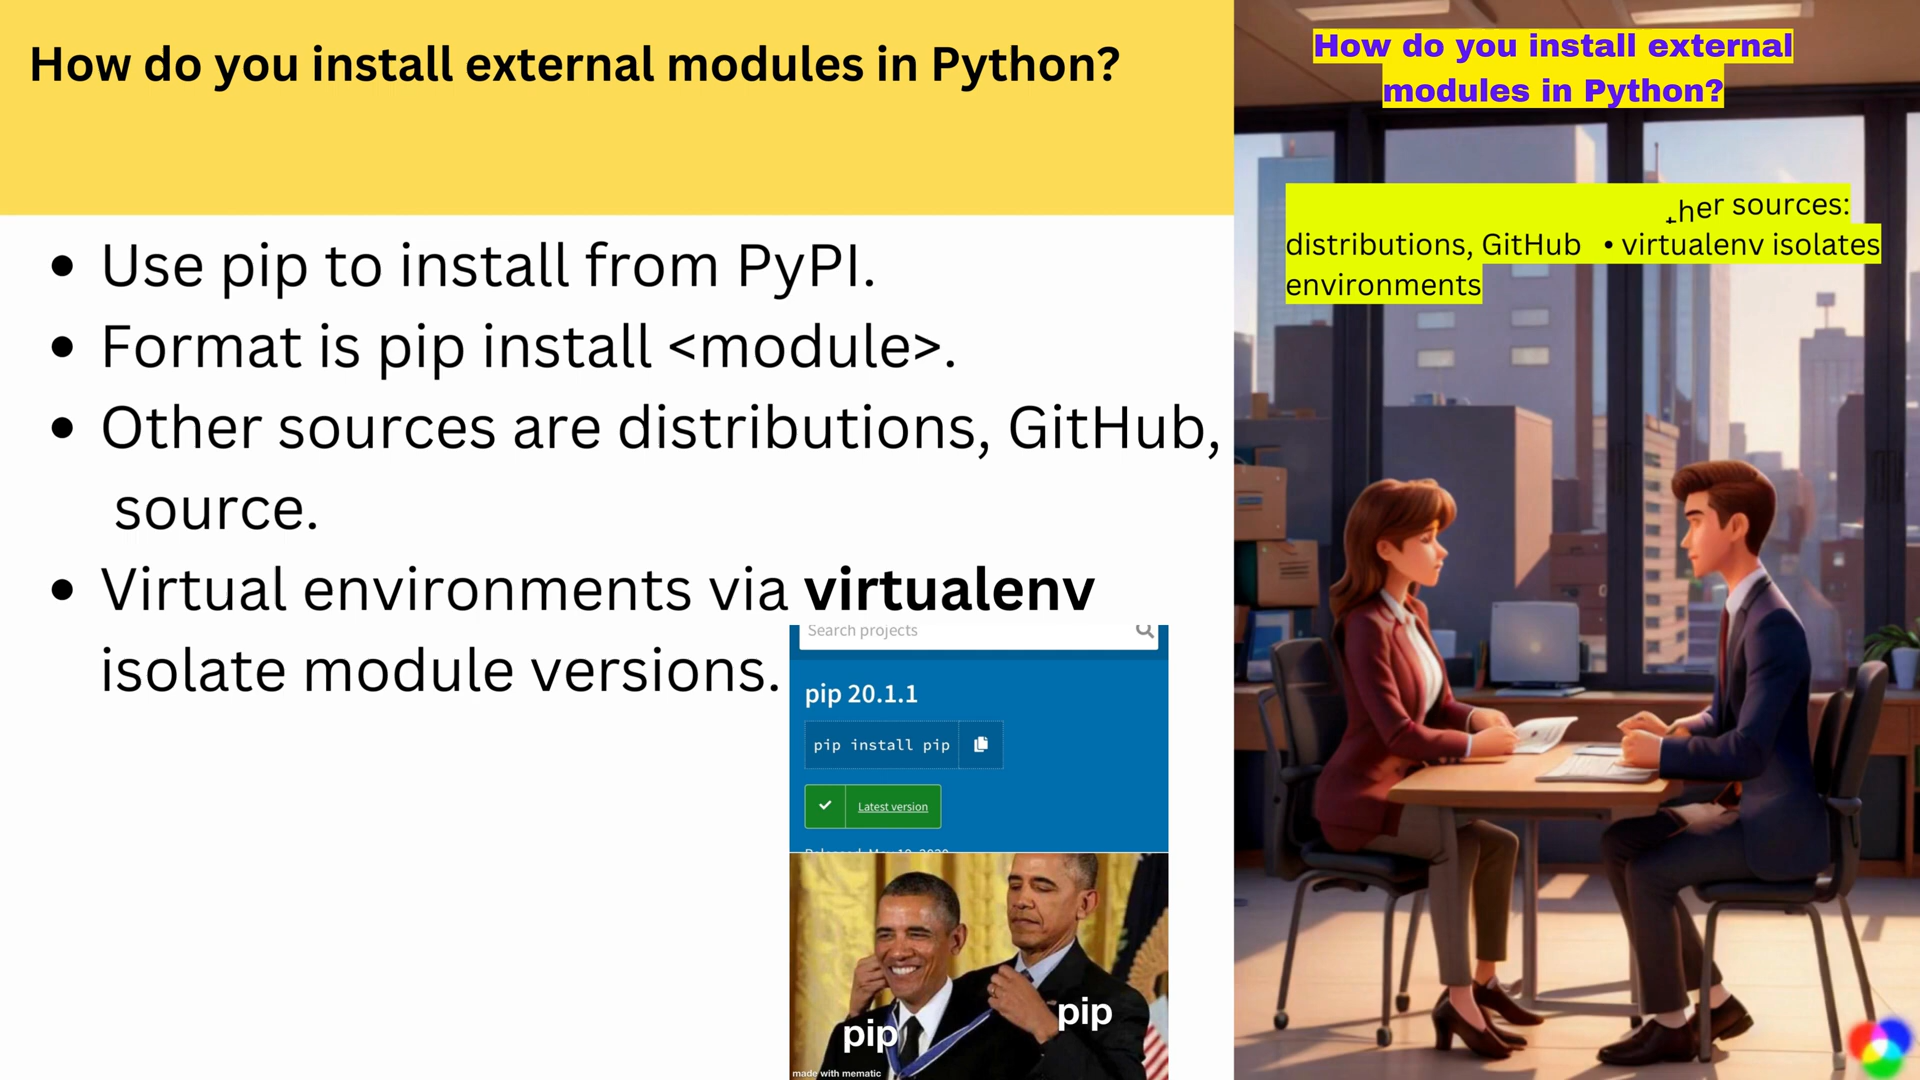 How do you install external modules in Python?
• Use pip to install from PyPI.
• Format is pip install <module>.
• Other sources are distributions, GitHub,
source.
• Virtual environments via virtualenv
isolate module versions.
Search projects
pip 20.1.1
pip install pip
Latest version
pip
pip
made with mematic
How do you install external
modules in Python?
ther sources:
distributions, GitHub • virtualenv isolates
environments